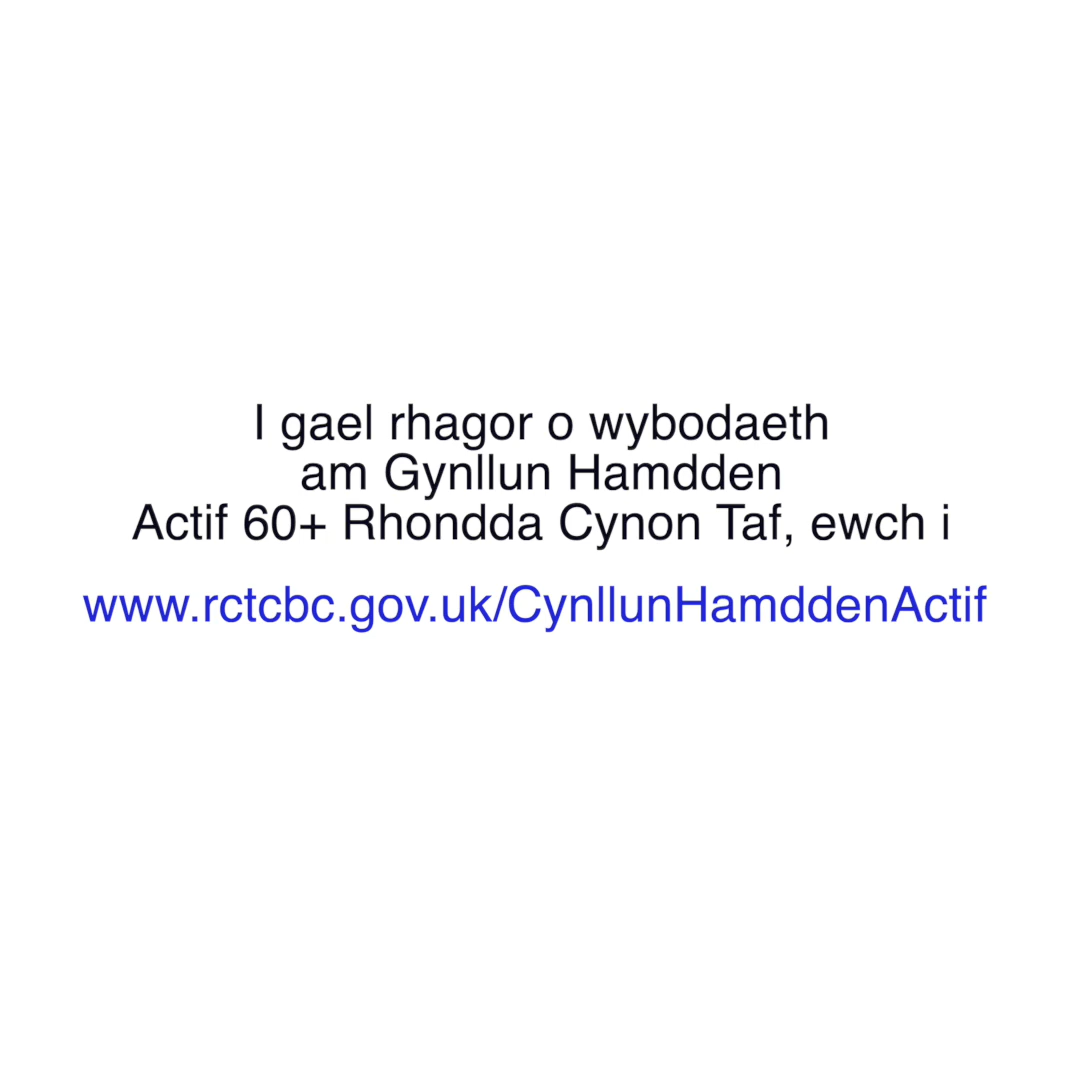 I gael rhagor o wybodaeth
am Gynllun Hamdden
Actif 60+ Rhondda Cynon Taf, ewch i
www.rctcbc.gov.uk/CynllunHamddenActif